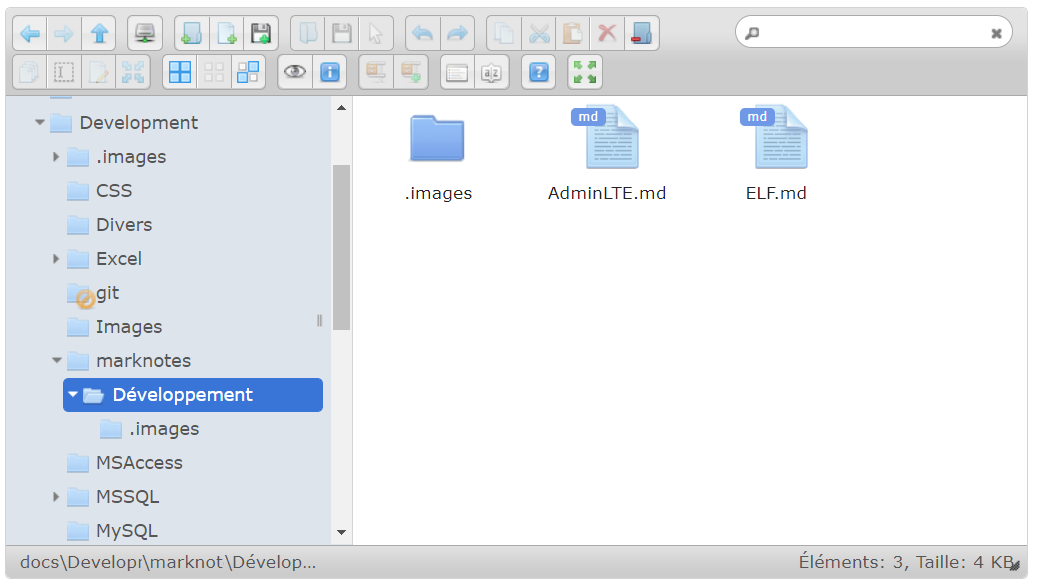 Development
.images
CSS
Divers
Excel
git
Images
marknotes
Développement
.images
MSAccess
MSSQL
MySQL
md
.images
AdminLTE.md
md
ELF.md
docs\Developr\marknot\Dévelop...
Éléments: 3, Taille: 4 KB